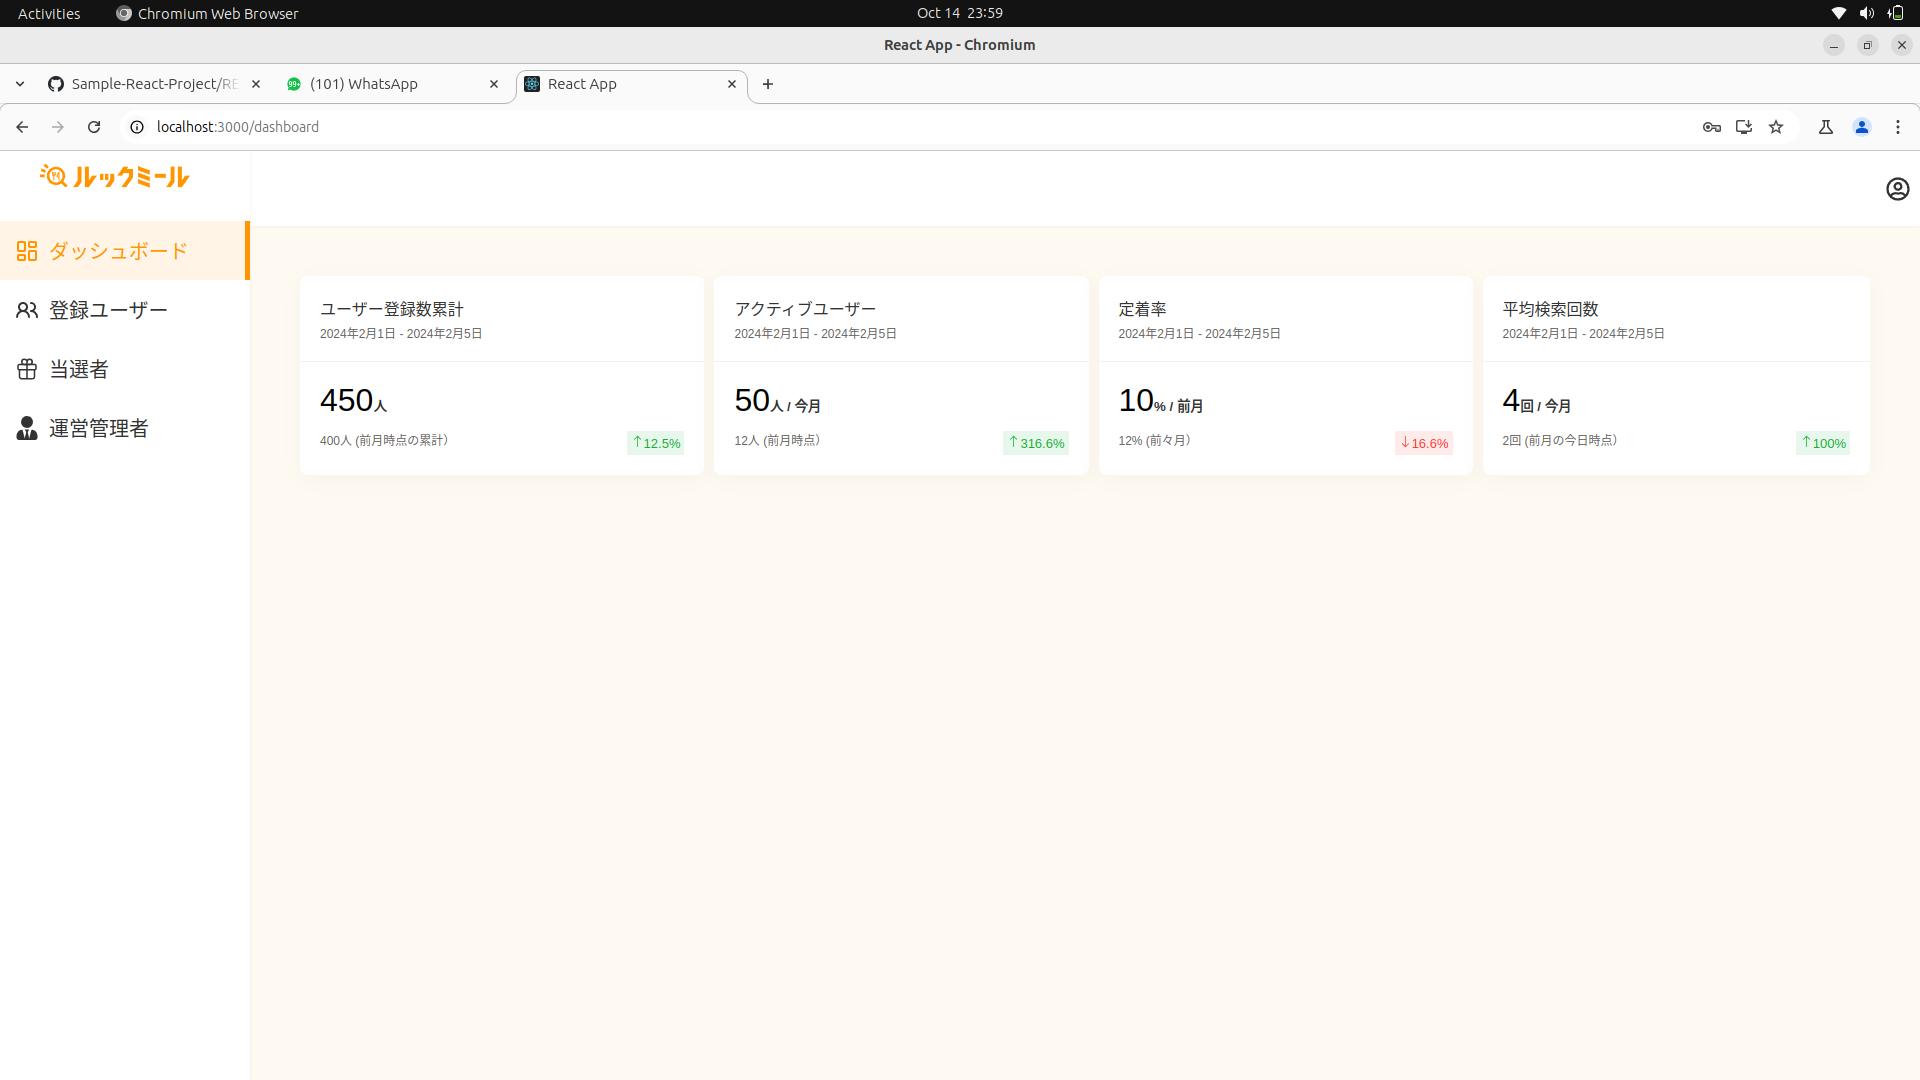 Activities
Chromium Web Browser
Oct 14 23:59
React App - Chromium
Sample-React-Project/RE
(101) WhatsApp
React App
localhost:3000/dashboard
ルックミール
ダッシュボード
登録ユーザー
当選者
運営管理者
ユーザー登録数累計
2024年2月1日 - 2024年2月5日
450人
400人 (前月時点の累計)
↑12.5%
アクティブユーザー
2024年2月1日 - 2024年2月5日
50人 / 今月
12人 (前月時点)
↑316.6%
定着率
2024年2月1日 - 2024年2月5日
10% / 前月
12% (前々月)
↓16.6%
平均検索回数
2024年2月1日 - 2024年2月5日
4回 / 今月
2回 (前月の今日時点)
↑100%